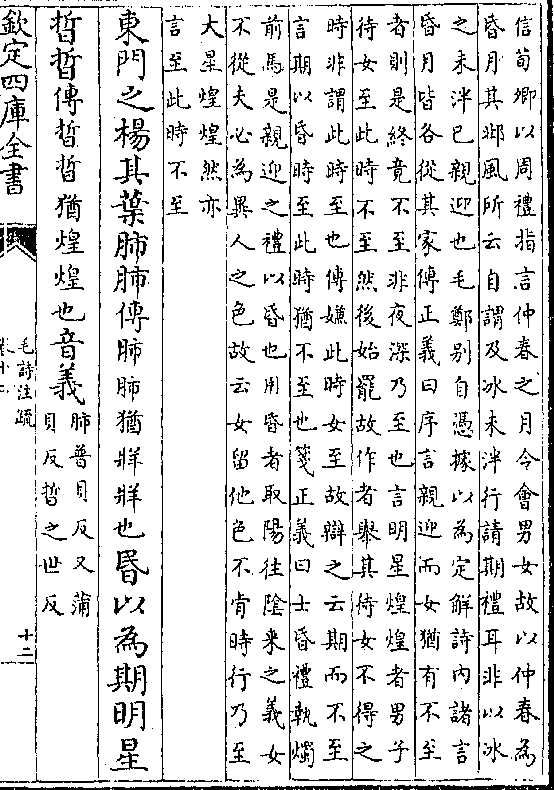 信荀卿以周禮指言仲春之月令㑹男女故以仲春為
昏月其邶風所云自謂及冰未泮行請期禮耳非以冰
之未泮已親迎也毛鄭别自憑據以為定解詩内諸言
昏月皆各從其家傳正義曰序言親迎而女猶有不至
者則是終竟不至非夜深乃至也言明星煌煌者男子
待女至此時不至然後始罷故作者舉其待女不得之
時非謂此時至也傳嫌此時女至故辯之云期而不至
言期以昏時至此時猶不至也箋正義曰士昏禮執燭
前馬是親迎之禮以昏也用昏者取陽往隂来之義女
不從夫必為異人之色故云女留他色不肯時行乃至
大星煌煌然亦
言至此時不至
東門之楊其葉肺肺傳肺肺猶牂牂也昏以為期明星
晢晢傳晢晢猶煌煌也音義
肺普貝反又蒲
貝反晢之世反
欽定四庫全書
毛詩注疏
卷十二
十二